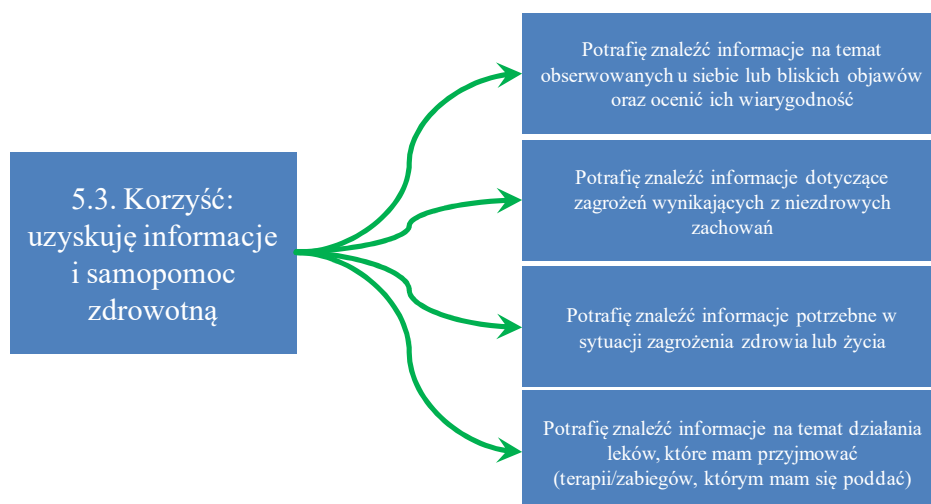 5.3. Korzyść:
uzyskuję informacje
i samopomoc
zdrowotną
Potrafię znaleźć informacje na temat
obserwowanych u siebie lub bliskich objawów
oraz ocenić ich wiarygodność
Potrafię znaleźć informacje dotyczące
zagrożeń wynikających z niezdrowych
zachowań
Potrafię znaleźć informacje potrzebne w
sytuacji zagrożenia zdrowia lub życia
Potrafię znaleźć informacje na temat działania
leków, które mam przyjmować
(terapii/zabiegów, którym mam się poddać)